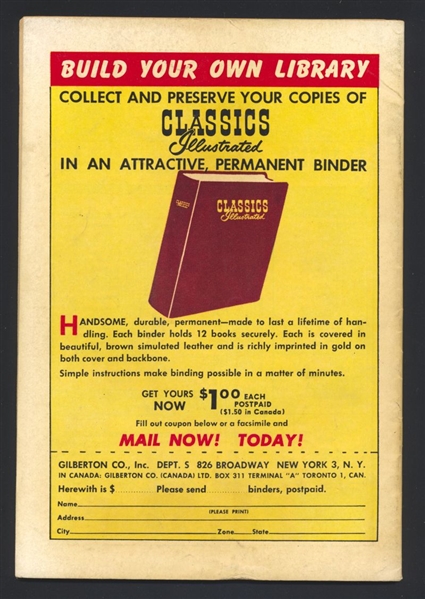 BUILD YOUR OWN LIBRARY
COLLECT AND PRESERVE YOUR COPIES OF
CLASSICS
Illustrated
IN AN ATTRACTIVE, PERMANENT BINDER
CLASSICS
Illustrated
HANDSOME, durable, permanent—made to last a lifetime of han-
dling. Each binder holds 12 books securely. Each is covered in
beautiful, brown simulated leather and is richly imprinted in gold on
both cover and backbone.
Simple instructions make binding possible in a matter of minutes.
GET YOURS NOW $1.00 EACH POSTPAID
($1.50 in Canada)
Fill out coupon below or a facsimile and
MAIL NOW! TODAY!
GILBERTON CO., Inc. DEPT. S 826 BROADWAY NEW YORK 3, N. Y.
IN CANADA: GILBERTON CO. (CANADA) LTD. BOX 311 TERMINAL "A" TORONTO 1, CAN.
Herewith is $ .......... Please send .......... binders, postpaid.
Name
(PLEASE PRINT)
Address
City Zone State